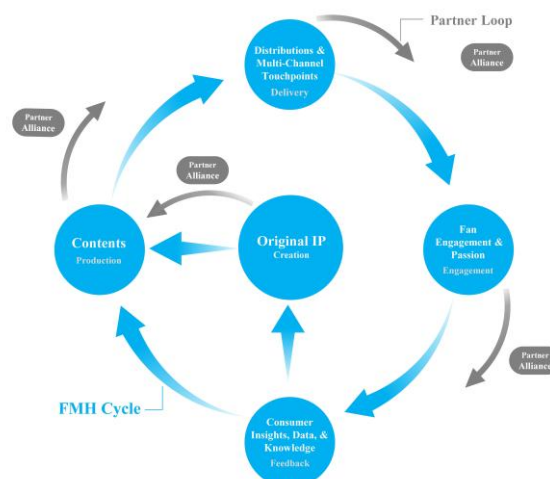 Partner Loop
Distributions &
Multi-Channel
Touchpoints
Delivery
Partner
Alliance
Partner
Alliance
Partner
Alliance
Contents
Production
Original IP
Creation
Fan
Engagement &
Passion
Engagement
Partner
Alliance
FMH Cycle
Consumer
Insights, Data, &
Knowledge
Feedback